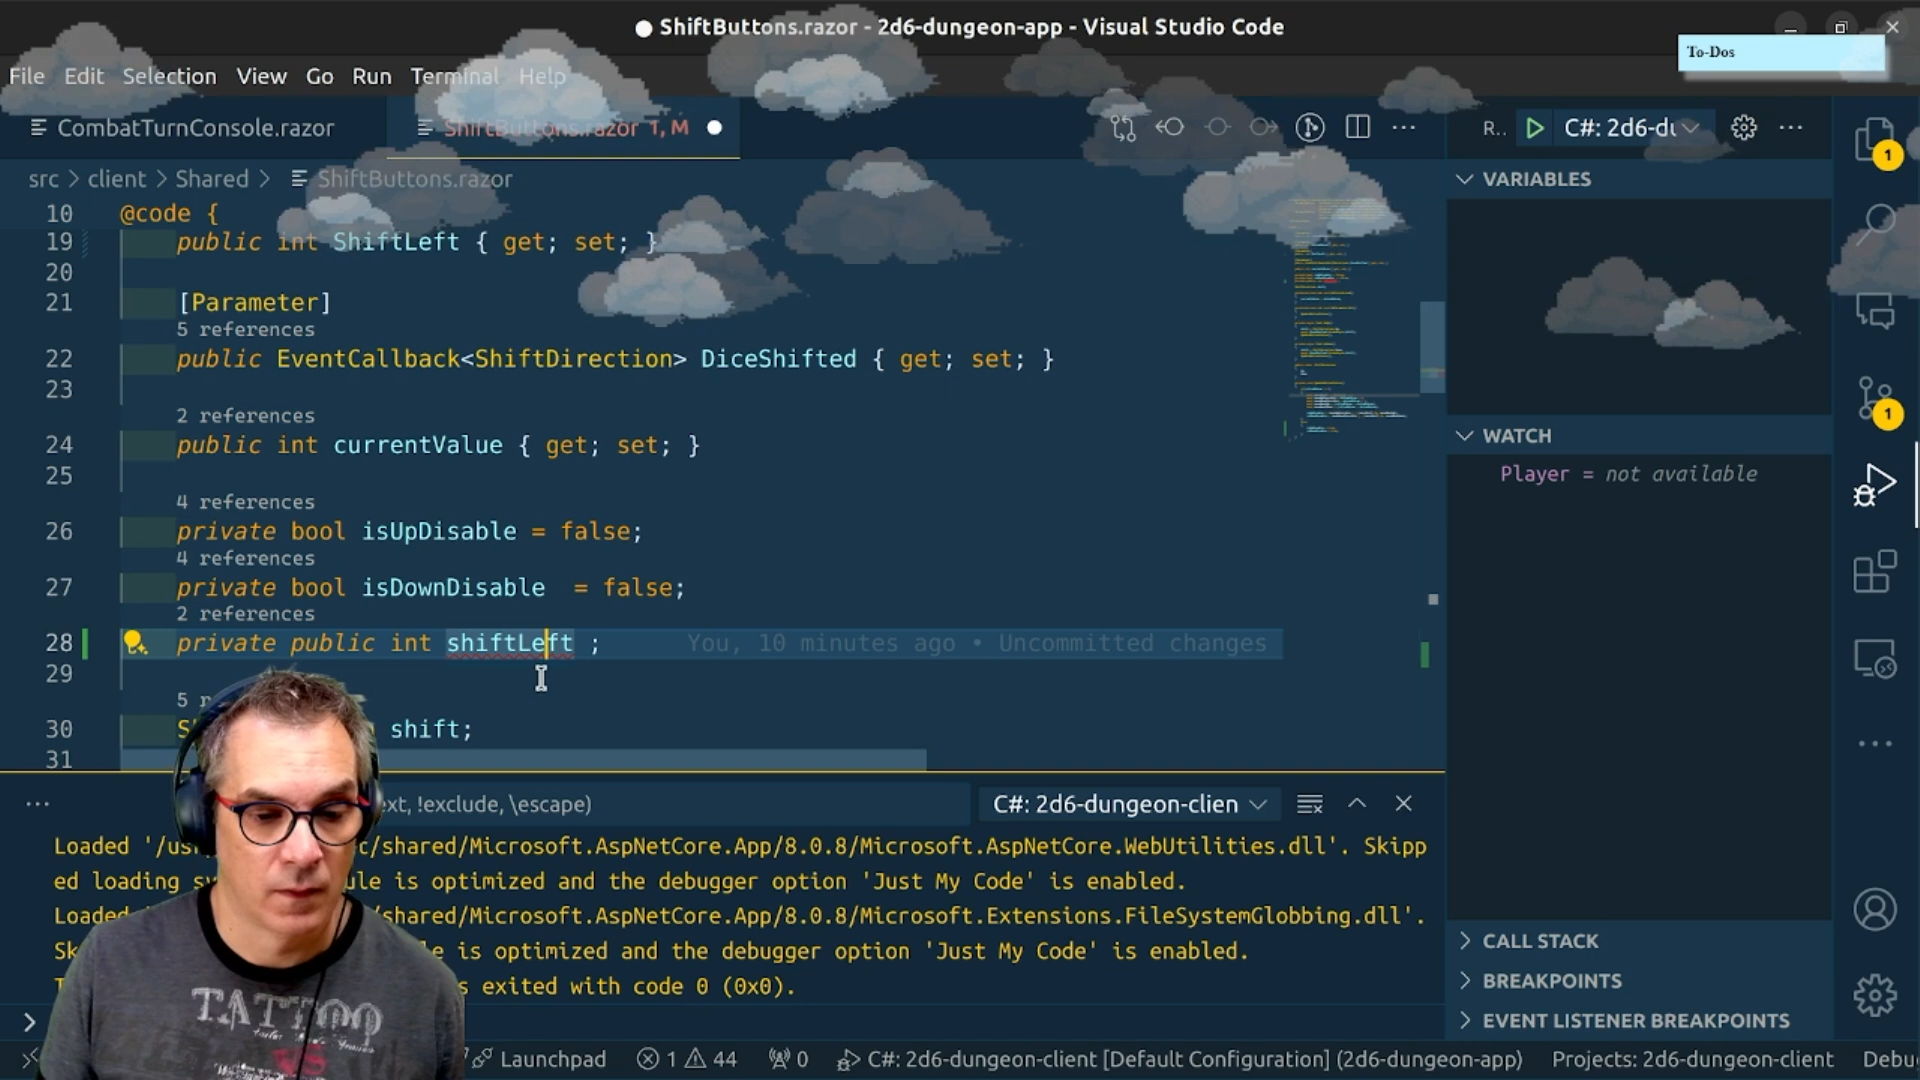 ShiftButtons.razor - 2d6-dungeon-app - Visual Studio Code
To-Dos
File Edit Selection View Go Run Terminal Help
CombatTurnConsole.razor ShiftButtons.razor 1, M
R.. C#: 2d6-du
src > client > Shared > ShiftButtons.razor
10 @code {
19 public int ShiftLeft { get; set; }
20
21 [Parameter]
5 references
22 public EventCallback<ShiftDirection> DiceShifted { get; set; }
23
2 references
24 public int currentValue { get; set; }
25
4 references
26 private bool isUpDisable = false;
4 references
27 private bool isDownDisable  = false;
2 references
28 private public int shiftLeft ; You, 10 minutes ago • Uncommitted changes
29
5 r
30 S shift;
31
VARIABLES
1
WATCH
Player = not available
1
CALL STACK
BREAKPOINTS
EVENT LISTENER BREAKPOINTS
ext, !exclude, \escape) C#: 2d6-dungeon-clien
Loaded '/us c/shared/Microsoft.AspNetCore.App/8.0.8/Microsoft.AspNetCore.WebUtilities.dll'. Skipp
ed loading sy ule is optimized and the debugger option 'Just My Code' is enabled.
Loaded /shared/Microsoft.AspNetCore.App/8.0.8/Microsoft.Extensions.FileSystemGlobbing.dll'.
Sk e is optimized and the debugger option 'Just My Code' is enabled.
T s exited with code 0 (0x0).
TATTOO
VS
Launchpad 1 44 0 C#: 2d6-dungeon-client [Default Configuration] (2d6-dungeon-app) Projects: 2d6-dungeon-client Debu